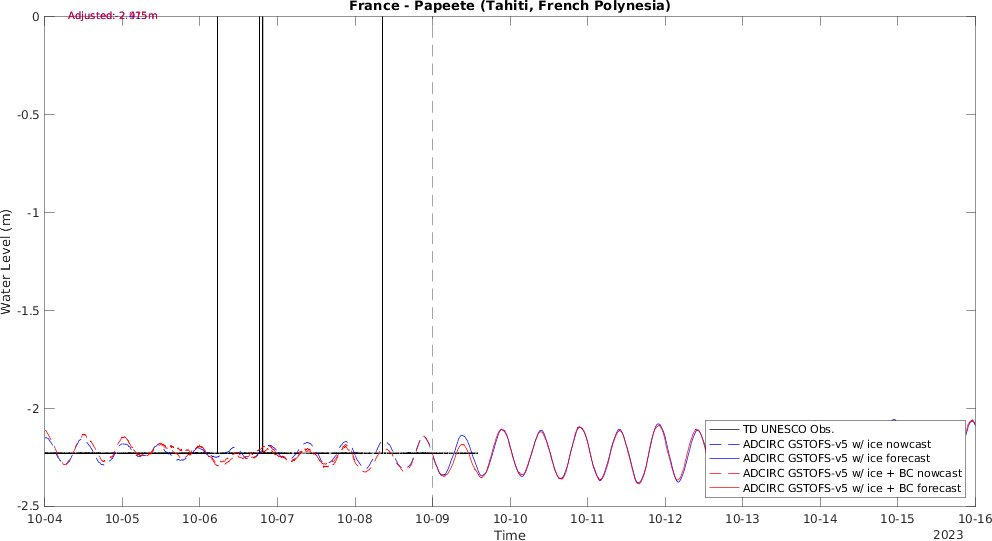 France - Papeete (Tahiti, French Polynesia)
Adjusted:
0
-0.5
-1
-1.5
-2
-2.5
Water Level (m)
TD UNESCO Obs.
ADCIRC GSTOFS-v5 w/ ice nowcast
ADCIRC GSTOFS-v5 w/ ice forecast
ADCIRC GSTOFS-v5 w/ ice + BC nowcast
ADCIRC GSTOFS-v5 w/ ice + BC forecast
10-04 10-05 10-06 10-07 10-08 10-09 10-10 10-11 10-12 10-13 10-14 10-15 10-16
Time
2023